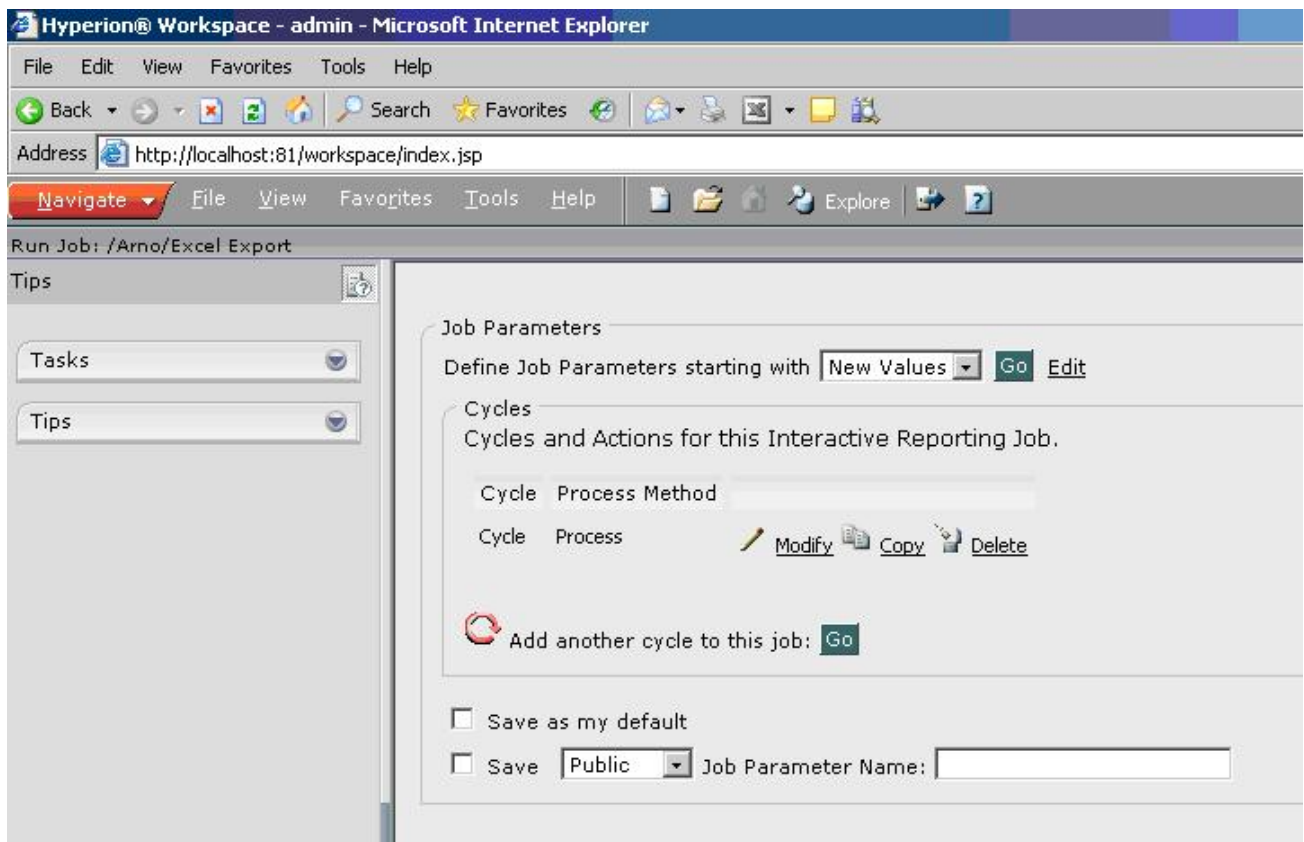 Hyperion® Workspace - admin - Microsoft Internet Explorer
File Edit View Favorites Tools Help
Back Search Favorites
Address http://localhost:81/workspace/index.jsp
Navigate File View Favorites Tools Help Explore
Run Job: /Arno/Excel Export
Tips
Tasks
Tips
Job Parameters
Define Job Parameters starting with New Values Go Edit
Cycles
Cycles and Actions for this Interactive Reporting Job.
Cycle Process Method
Cycle Process Modify Copy Delete
Add another cycle to this job: Go
Save as my default
Save Public Job Parameter Name: